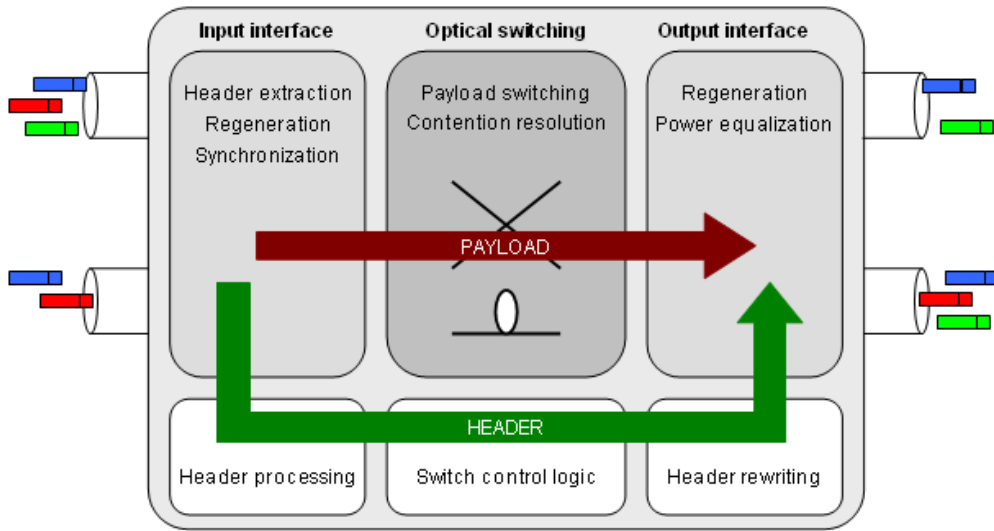 Input interface
Optical switching
Output interface
Header extraction
Regeneration
Synchronization
Payload switching
Contention resolution
Regeneration
Power equalization
PAYLOAD
HEADER
Header processing
Switch control logic
Header rewriting